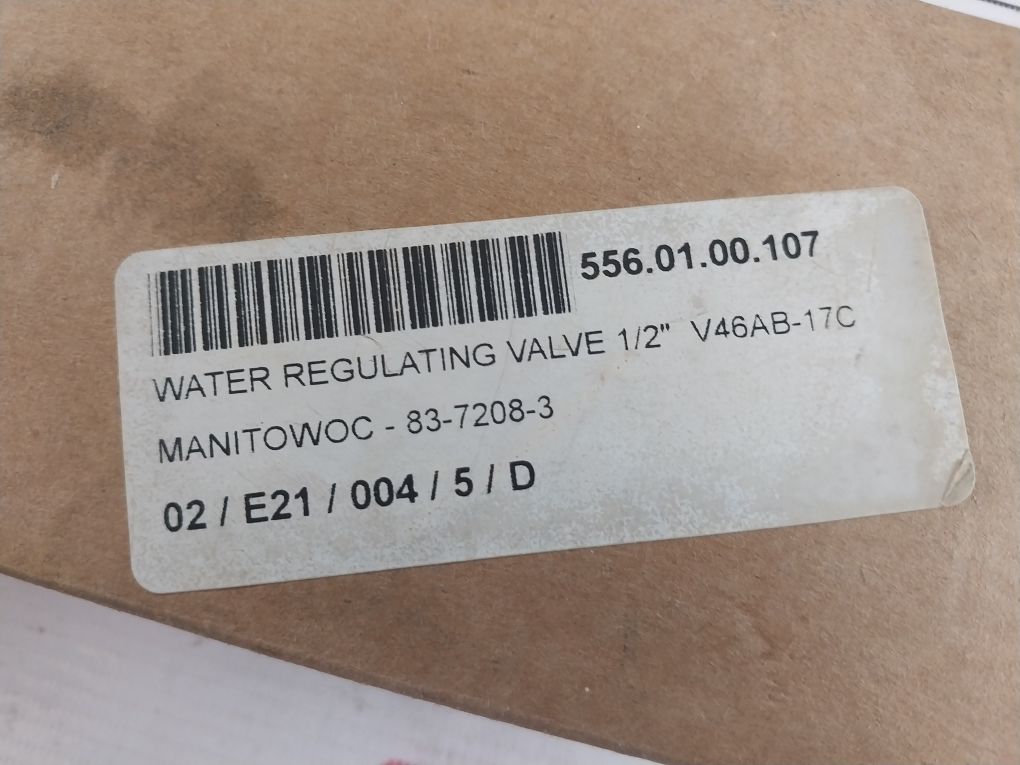 556.01.00.107
WATER REGULATING VALVE 1/2" V46AB-17C
MANITOWOC - 83-7208-3
02 / E21 / 004 / 5 / D